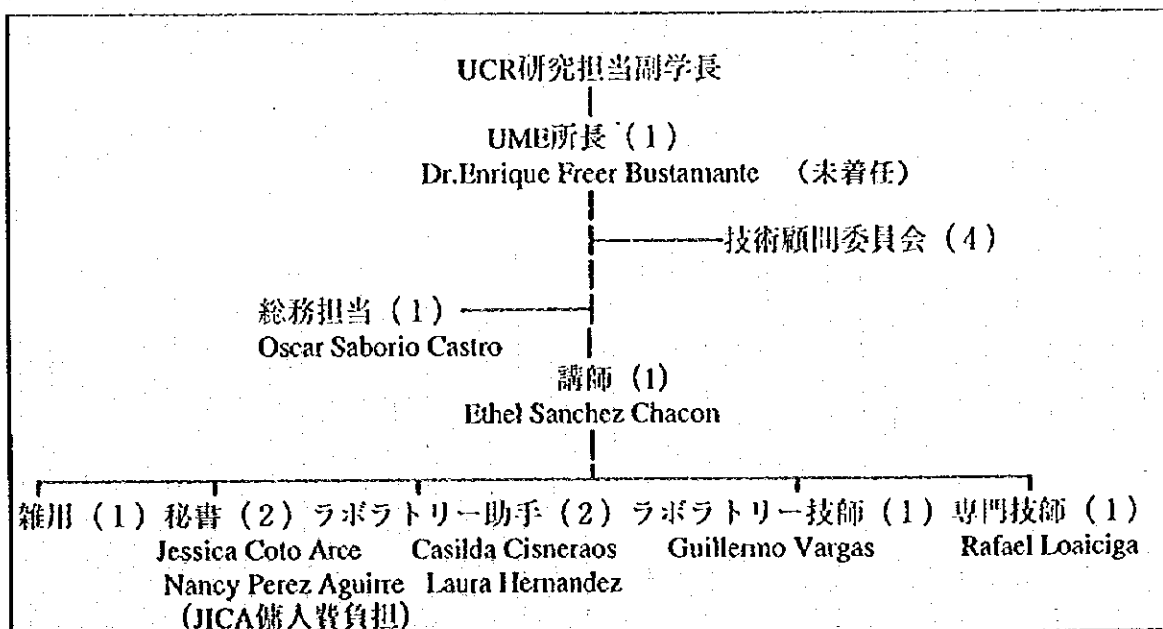 UCR研究担当副学長
UME所長 (1)
Dr.Enrique Freer Bustamante (未着任)
技術顧問委員会 (4)
総務担当 (1)
Oscar Saborio Castro
講師 (1)
Ethel Sanchez Chacon
雑用 (1) 秘書 (2) ラボラトリー助手 (2) ラボラトリー技師 (1) 専門技師 (1)
Jessica Coto Arce Casilda Cisneraos Guillermo Vargas Rafael Loaiciga
Nancy Perez Aguirre Laura Hernandez
(JICA傭人費負担)